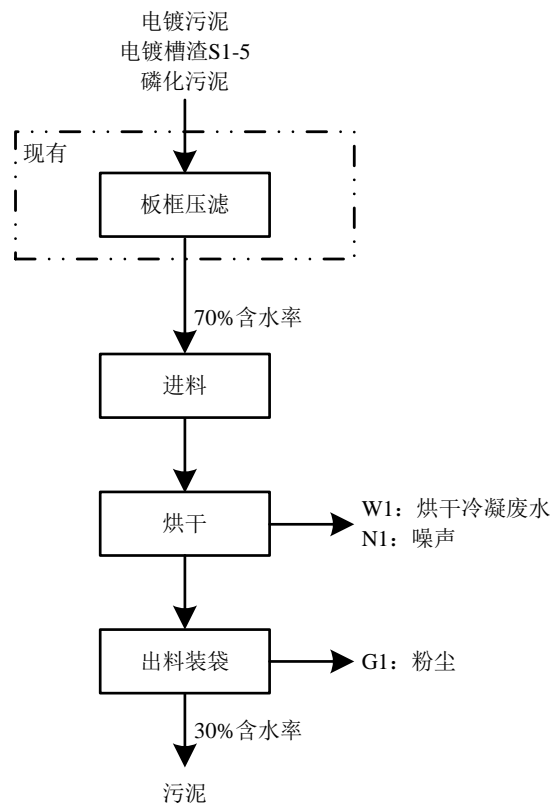 电镀污泥
电镀槽渣S1-5
磷化污泥
现有
板框压滤
70%含水率
进料
烘干
W1：烘干冷凝废水
N1：噪声
出料装袋
G1：粉尘
30%含水率
污泥